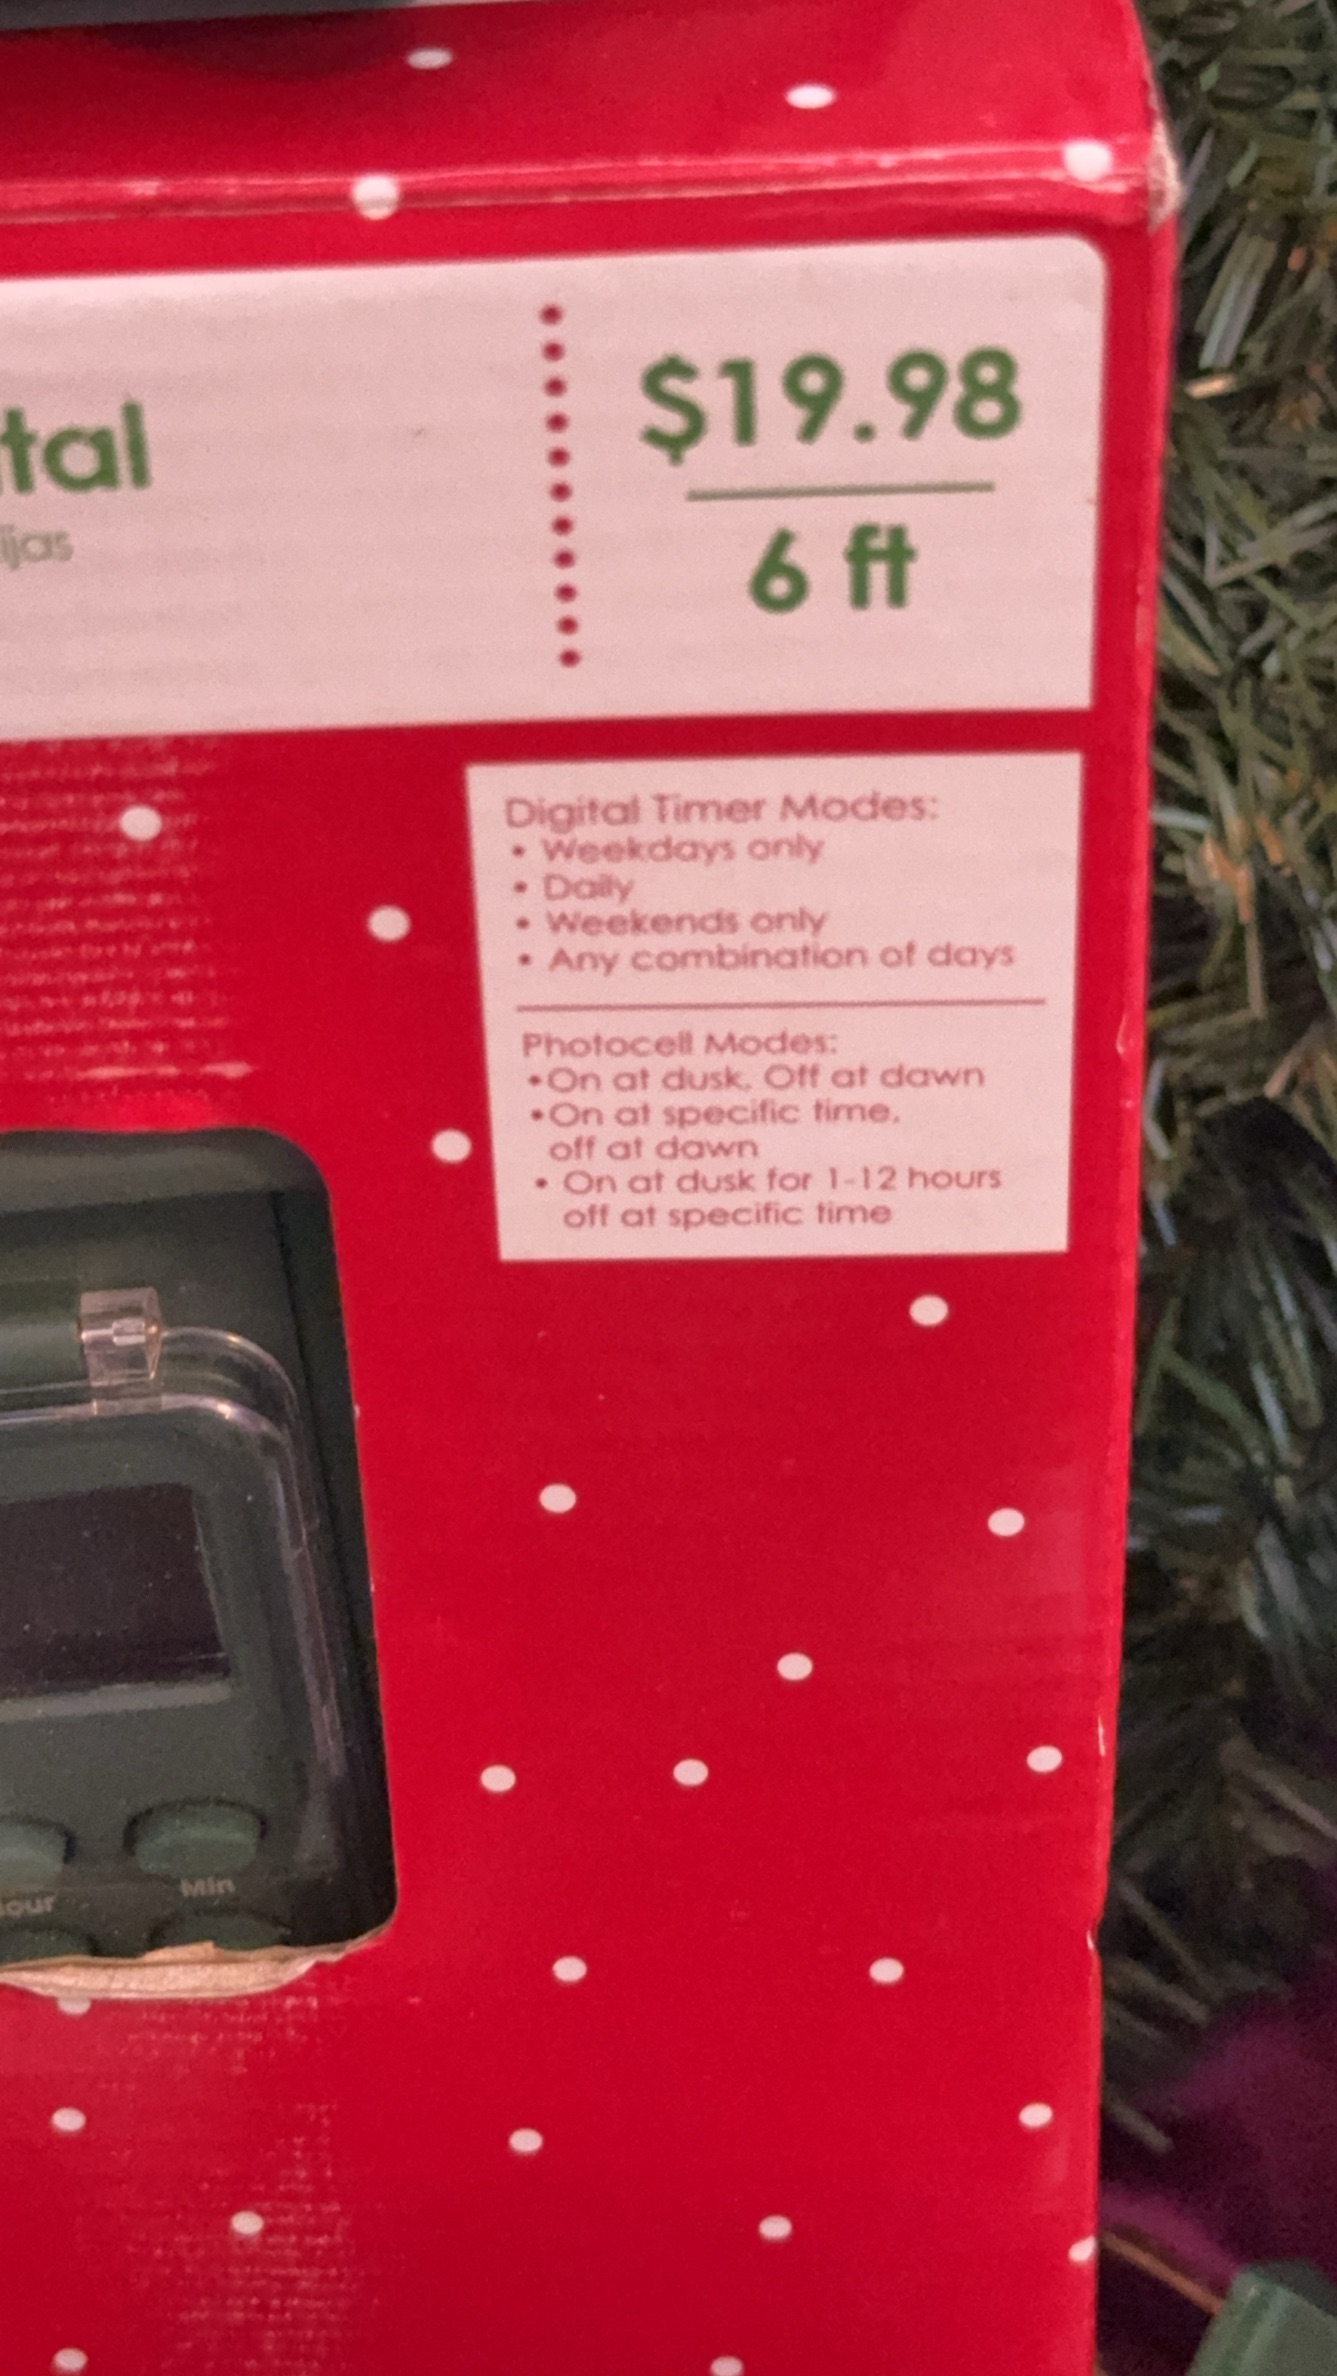 tal
ijas
$19.98
6 ft
Digital Timer Modes:
• Weekdays only
• Daily
• Weekends only
• Any combination of days
Photocell Modes:
•On at dusk. Off at dawn
•On at specific time,
off at dawn
• On at dusk for 1-12 hours
off at specific time
our
Min